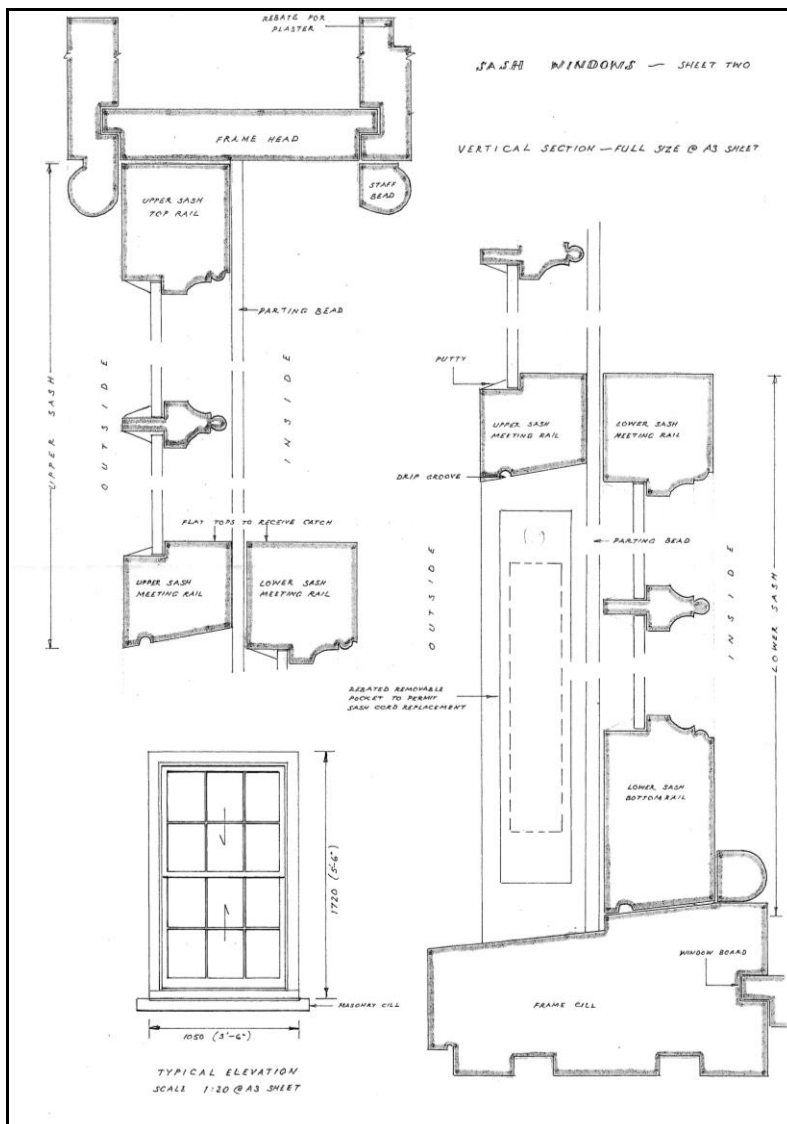 REBATE FOR
PLASTER
SASH WINDOWS — SHEET TWO
FRAME HEAD
VERTICAL SECTION — FULL SIZE @ A3 SHEET
UPPER SASH
TOP RAIL
STAFF
BEAD
PARTING BEAD
UPPER SASH
OUTSIDE
INSIDE
FLAT TOPS TO RECEIVE CATCH
UPPER SASH
MEETING RAIL
LOWER SASH
MEETING RAIL
PUTTY
UPPER SASH
MEETING RAIL
LOWER SASH
MEETING RAIL
DRIP GROOVE
PARTING BEAD
OUTSIDE
INSIDE
LOWER SASH
REBATED REMOVABLE
POCKET TO PERMIT
SASH CORD REPLACEMENT
LOWER SASH
BOTTOM RAIL
WINDOW BOARD
FRAME CILL
1720 (5'-6")
MASONRY CILL
1050 (3'-6")
TYPICAL ELEVATION
SCALE 1:20 @ A3 SHEET